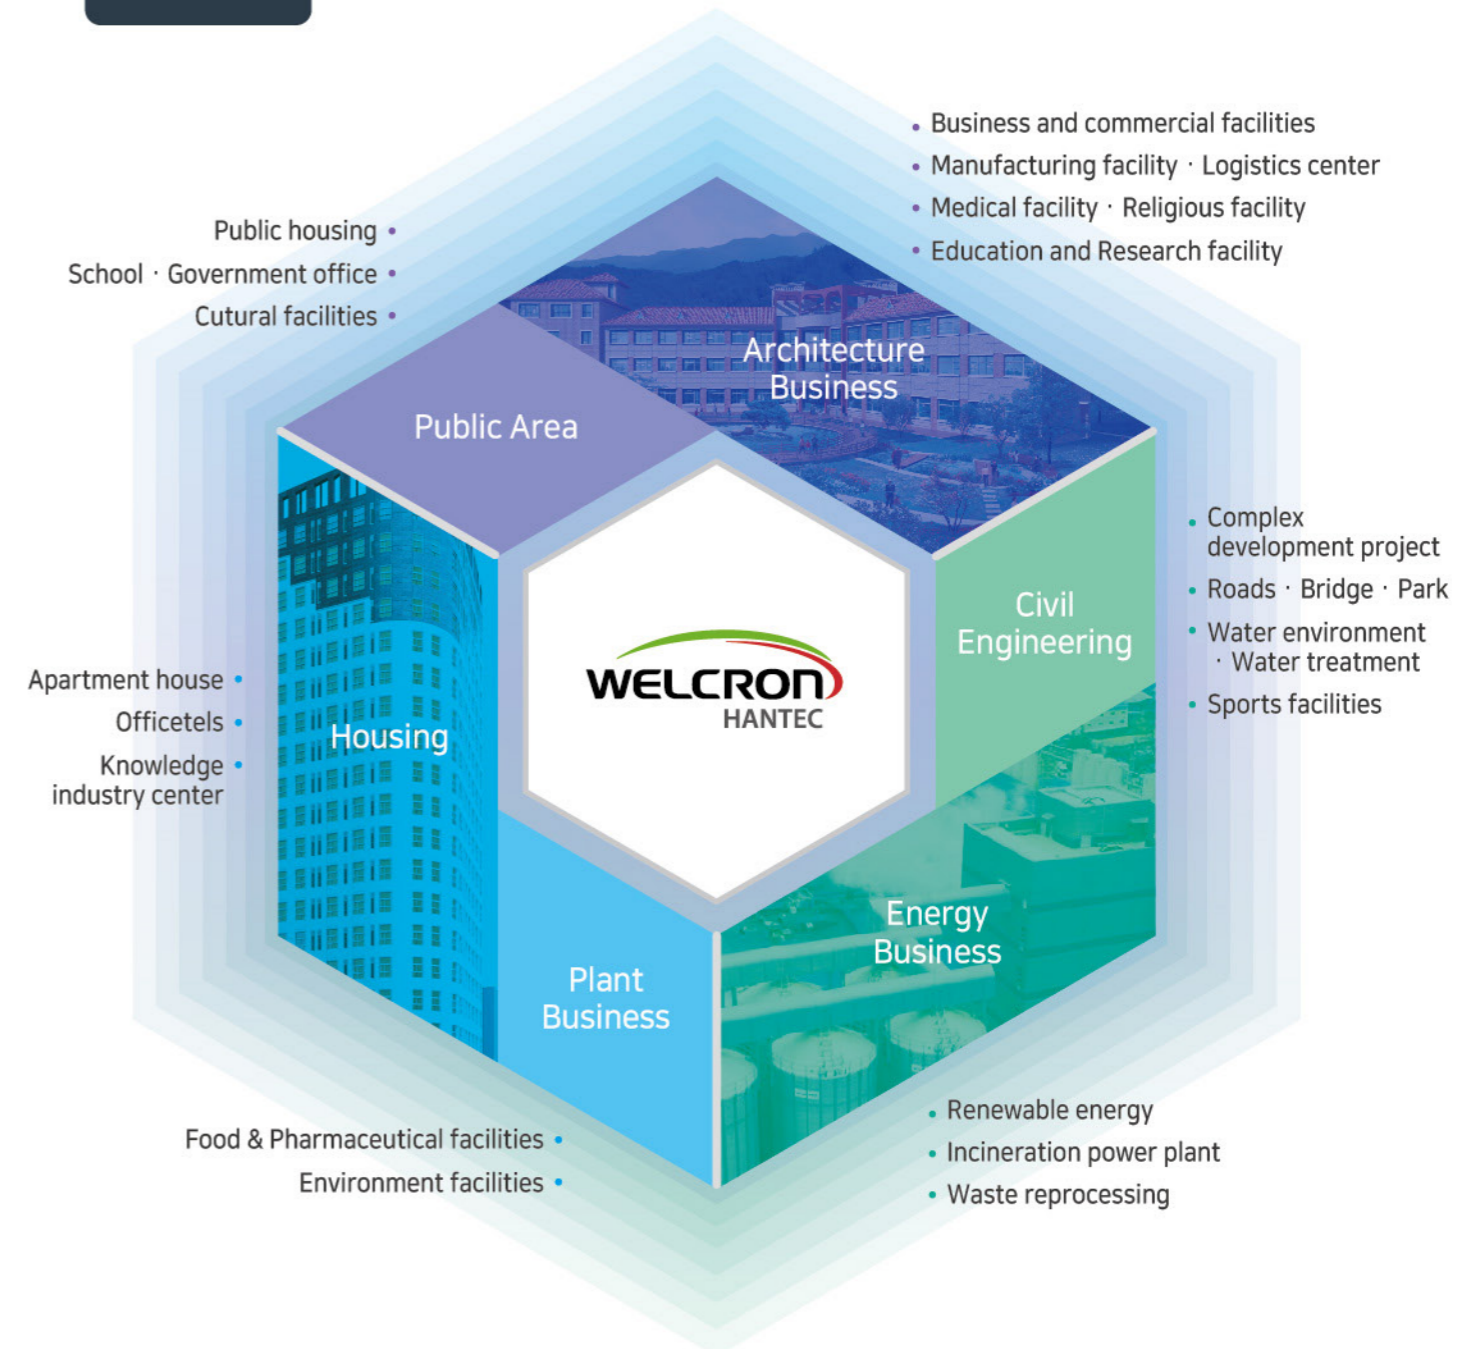 • Business and commercial facilities
• Manufacturing facility · Logistics center
• Medical facility · Religious facility
• Education and Research facility
Public housing •
School · Government office •
Cutural facilities •
Architecture
Business
Public Area
• Complex
development project
• Roads · Bridge · Park
• Water environment
· Water treatment
• Sports facilities
Civil
Engineering
WELCRON
HANTEC
Apartment house •
Officetels •
Knowledge •
industry center
Housing
Energy
Business
Plant
Business
Food & Pharmaceutical facilities •
Environment facilities •
• Renewable energy
• Incineration power plant
• Waste reprocessing